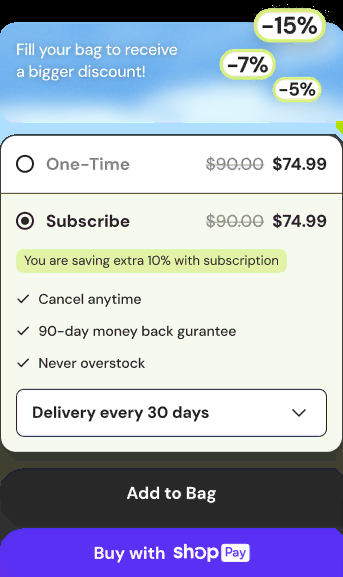 -15%
Fill your bag to receive
a bigger discount!
-7%
-5%
One-Time $90.00 $74.99
Subscribe $90.00 $74.99
You are saving extra 10% with subscription
Cancel anytime
90-day money back gurantee
Never overstock
Delivery every 30 days
Add to Bag
Buy with shop Pay